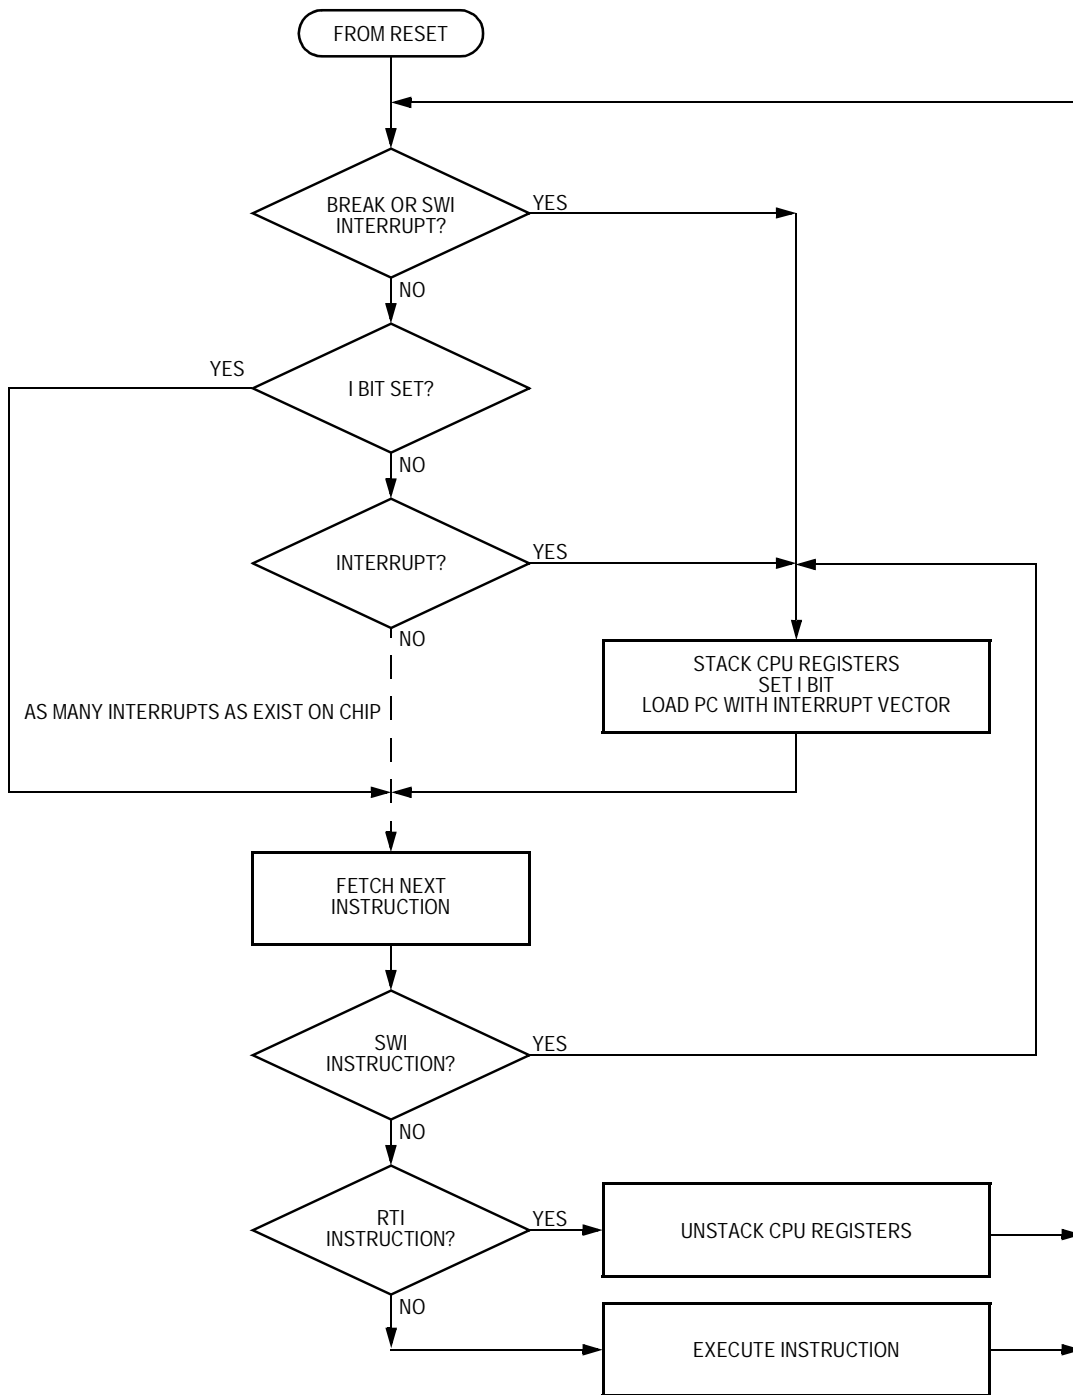 FROM RESET
BREAK OR SWI
INTERRUPT?
YES
NO
YES
I BIT SET?
NO
INTERRUPT?
YES
NO
STACK CPU REGISTERS
SET I BIT
LOAD PC WITH INTERRUPT VECTOR
AS MANY INTERRUPTS AS EXIST ON CHIP
FETCH NEXT
INSTRUCTION
SWI
INSTRUCTION?
YES
NO
RTI
INSTRUCTION?
YES
UNSTACK CPU REGISTERS
NO
EXECUTE INSTRUCTION